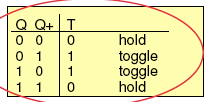 Q Q+ T
0 0 0 hold
0 1 1 toggle
1 0 1 toggle
1 1 0 hold